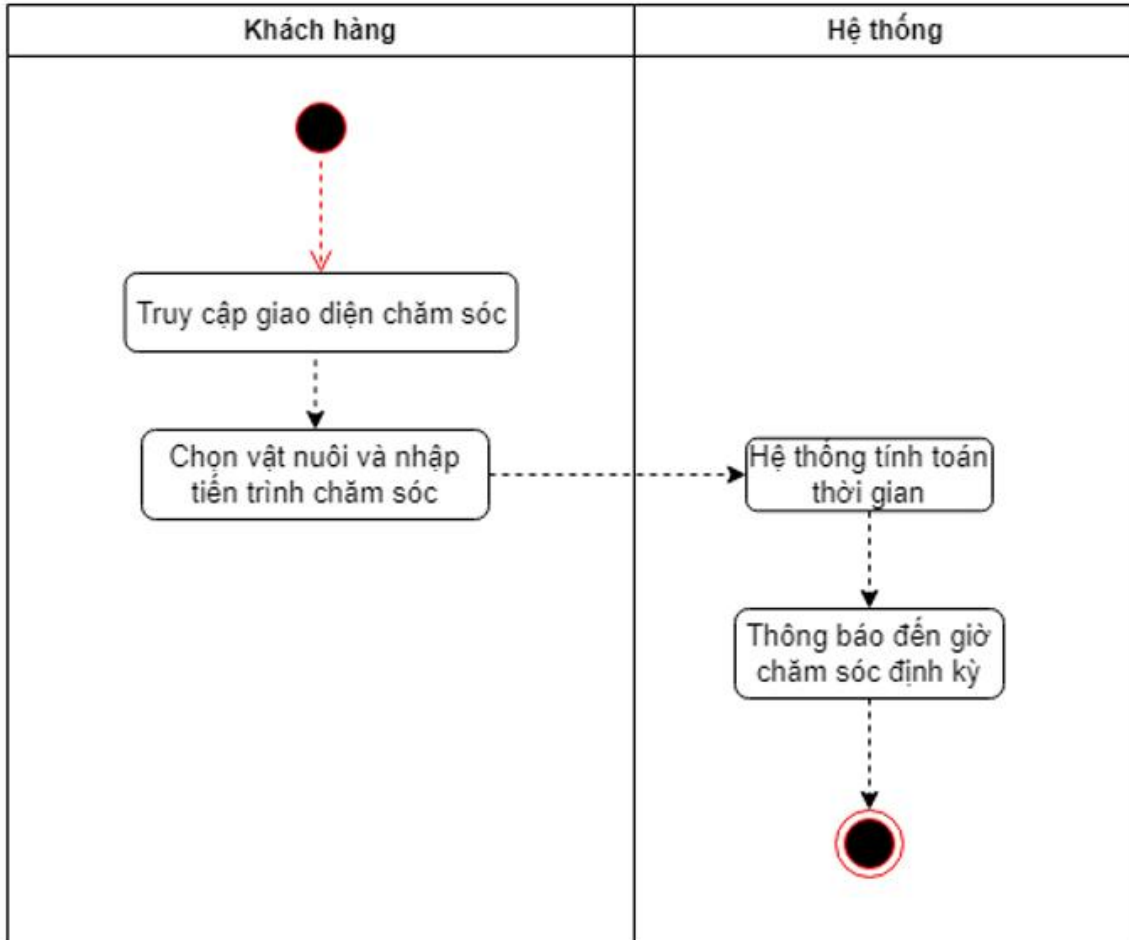 Khách hàng
Hệ thống
Truy cập giao diện chăm sóc
Chọn vật nuôi và nhập
tiến trình chăm sóc
Hệ thống tính toán
thời gian
Thông báo đến giờ
chăm sóc định kỳ